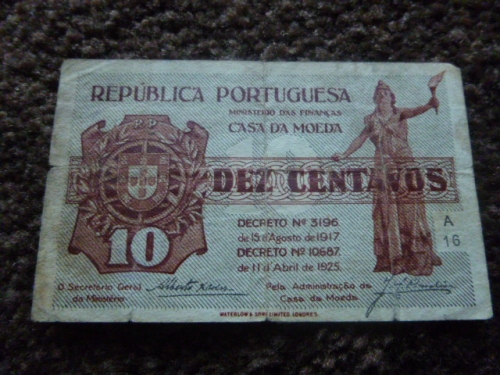 REPÚBLICA PORTUGUESA
MINISTERIO DAS FINANÇAS
CASA DA MOEDA
R P
DEZ CENTAVOS
10
DECRETO Nº 3196
de 15 d'Agosto de 1917.
DECRETO Nº 10687.
de 11 d'Abril de 1925.
A
16
O Secretario Geral
do Ministério
Pela Administração da
Casa da Moeda
WATERLOW & SONS LIMITED, LONDRES.